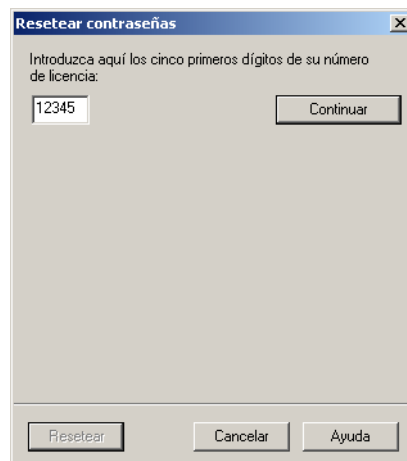 Resetear contraseñas
Introduzca aquí los cinco primeros dígitos de su número
de licencia:
12345
Continuar
Resetear
Cancelar
Ayuda